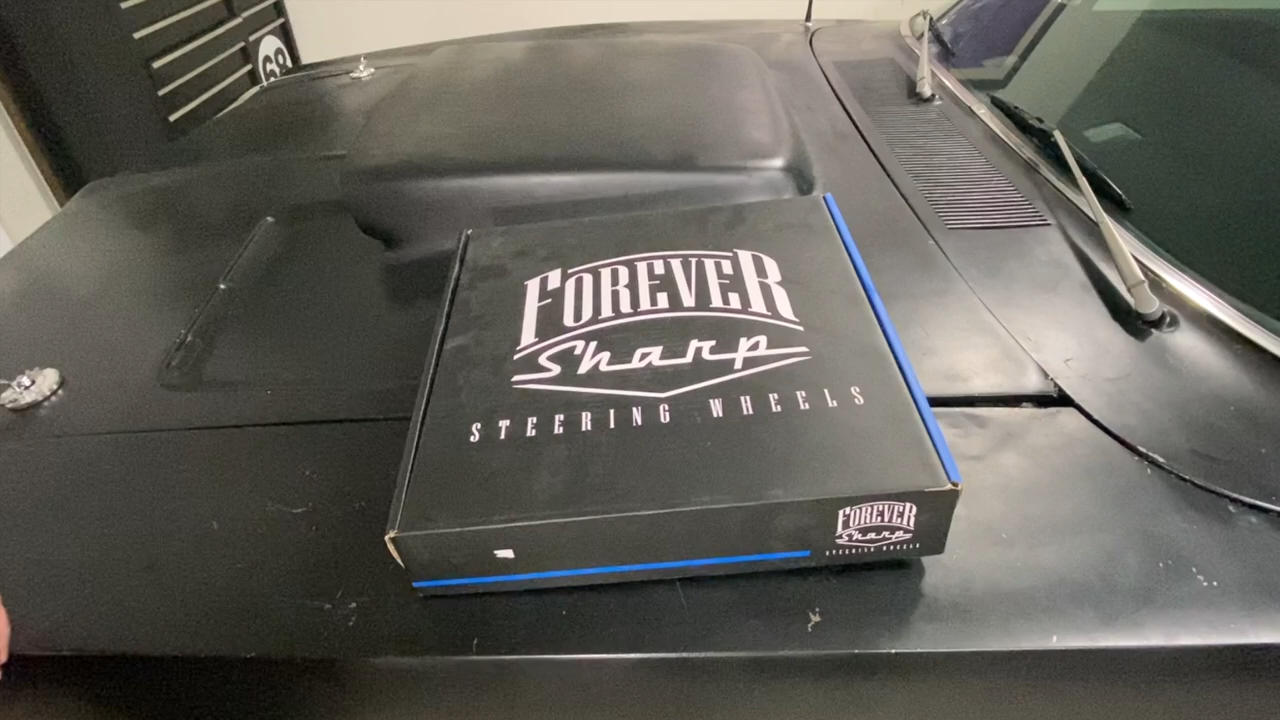 68
FOREVER
Sharp
STEERING WHEELS
FOREVER
Sharp
STEERING WHEELS